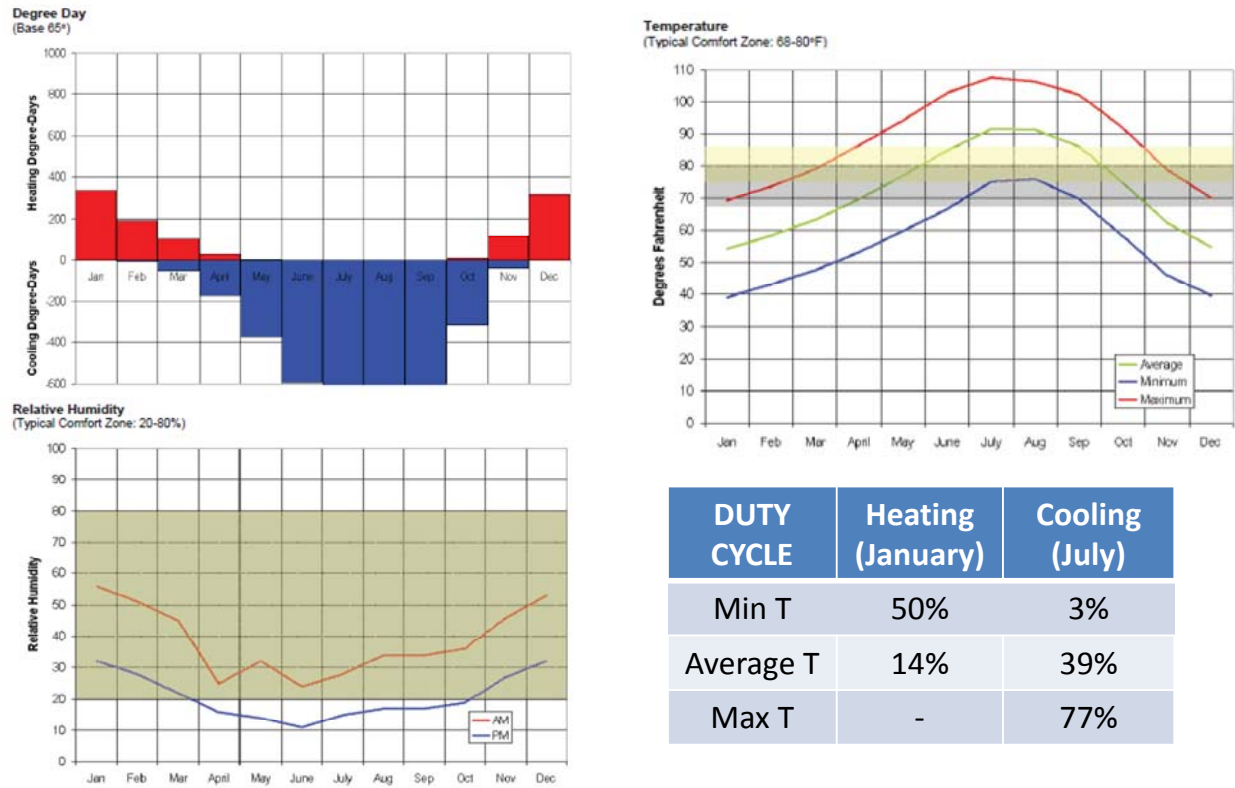 Degree Day
(Base 65°)
1000
800
600
400
200
0
-200
-400
-600
Heating Degree-Days
Cooling Degree-Days
Jan Feb Mar April May June July Aug Sep Oct Nov Dec
Relative Humidity
(Typical Comfort Zone: 20-80%)
100
90
80
70
60
50
40
30
20
10
0
Relative Humidity
AM
PM
Jan Feb Mar April May June July Aug Sep Oct Nov Dec
Temperature
(Typical Comfort Zone: 68-80°F)
110
100
90
80
70
60
50
40
30
20
10
0
Degrees Fahrenheit
Average
Minimum
Maximum
Jan Feb Mar April May June July Aug Sep Oct Nov Dec
DUTY CYCLE Heating (January) Cooling (July)
Min T 50% 3%
Average T 14% 39%
Max T - 77%